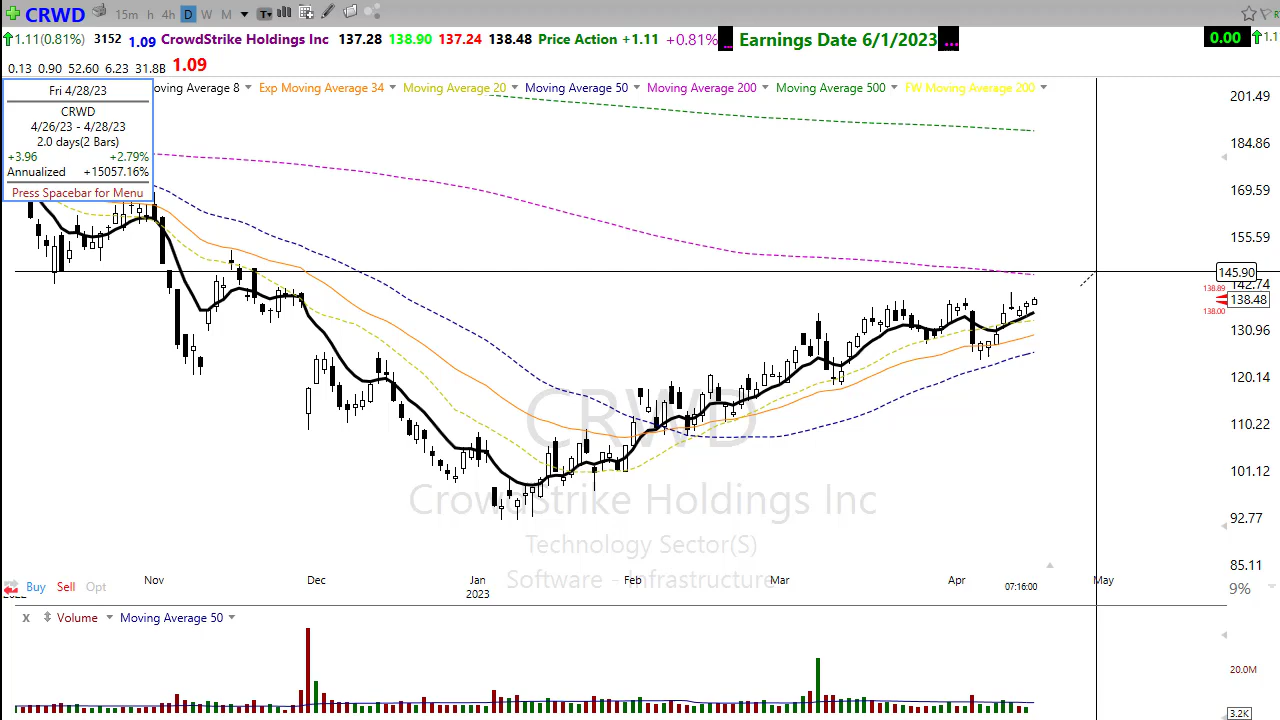 CRWD 15m h 4h D W M T
1.11(0.81%) 3152 1.09 CrowdStrike Holdings Inc 137.28 138.90 137.24 138.48 Price Action +1.11 +0.81% ... Earnings Date 6/1/2023 ... 0.00 1.1
0.13 0.90 52.60 6.23 31.8B 1.09
oving Average 8 Exp Moving Average 34 Moving Average 20 Moving Average 50 Moving Average 200 Moving Average 500 FW Moving Average 200
Fri 4/28/23
CRWD
4/26/23 - 4/28/23
2.0 days(2 Bars)
+3.96 +2.79%
Annualized +15057.16%
Press Spacebar for Menu
201.49
184.86
169.59
155.59
145.90
142.74
138.89
138.48
138.00
130.96
120.14
110.22
101.12
92.77
85.11
CRWD
CrowdStrike Holdings Inc
Technology Sector(S)
Software - Infrastructure
Nov Dec Jan Feb Mar Apr May
2023
07:16:00
Buy Sell Opt
9%
x Volume Moving Average 50
20.0M
3.2K